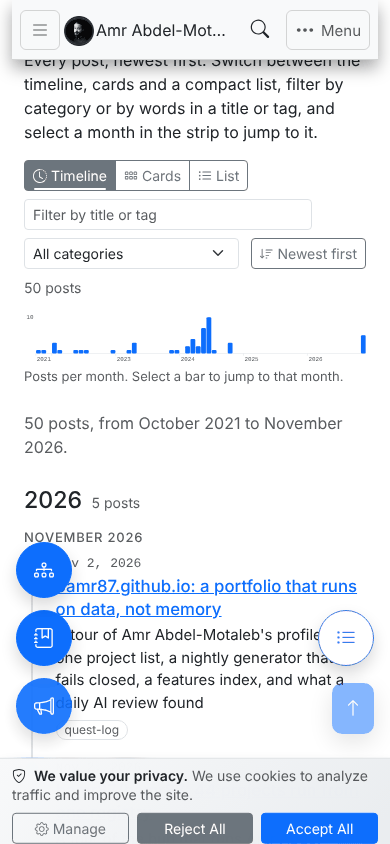 Amr Abdel-Mot...
Menu
Every post, newest first. Switch between the
timeline, cards and a compact list, filter by
category or by words in a title or tag, and
select a month in the strip to jump to it.
Timeline Cards List
Filter by title or tag
All categories Newest first
50 posts
10
2021 2023 2024 2025 2026
Posts per month. Select a bar to jump to that month.
50 posts, from October 2021 to November
2026.
2026 5 posts
NOVEMBER 2026
2, 2026
bamr87.github.io: a portfolio that runs
on data, not memory
tour of Amr Abdel-Motaleb's profile
one project list, a nightly generator that
fails closed, a features index, and what a
daily AI review found
quest-log
We value your privacy. We use cookies to analyze
traffic and improve the site.
Manage Reject All Accept All